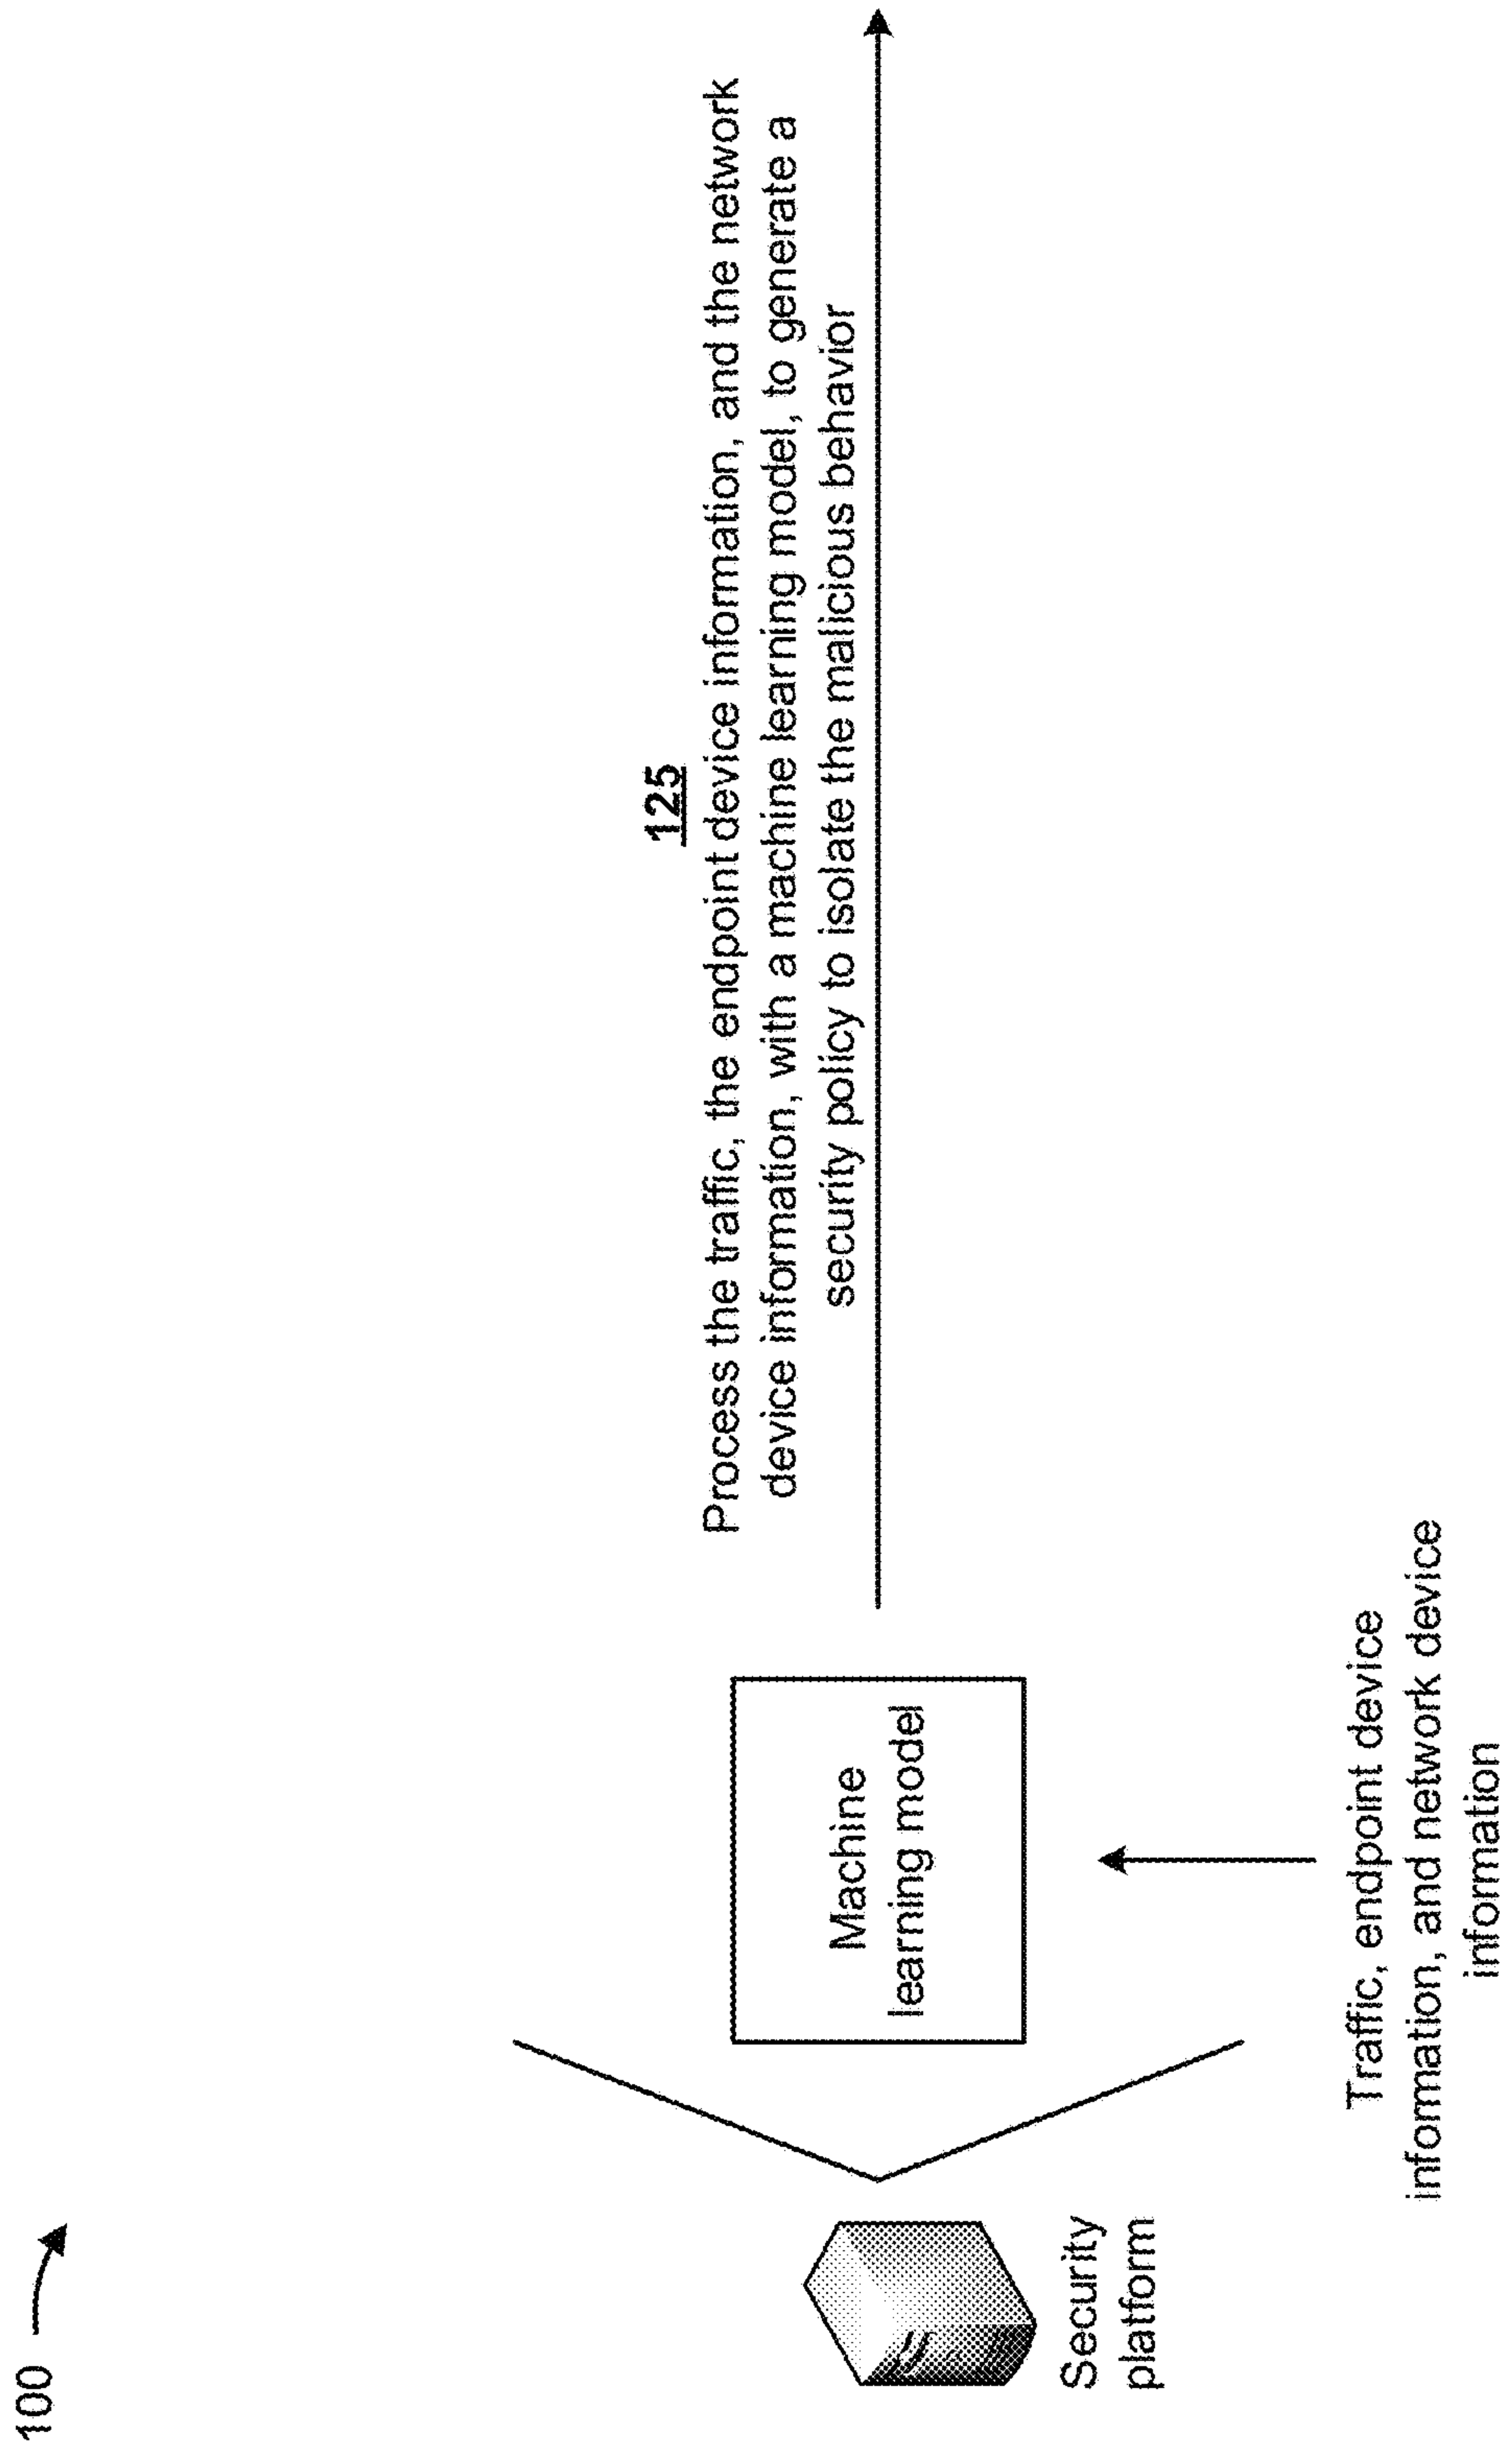 100
125
Process the traffic, the endpoint device information, and the network
device information, with a machine learning model, to generate a
security policy to isolate the malicious behavior
Machine
learning model
Security
platform
Traffic, endpoint device
information, and network device
information